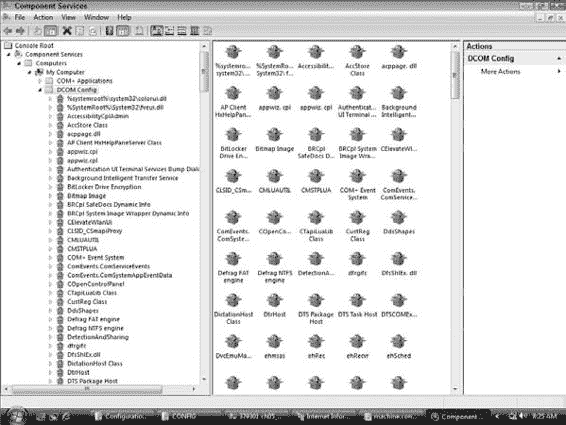 Component Services
File Action View Window Help
Console Root
Component Services
Computers
My Computer
COM+ Applications
DCOM Config
%systemroot%\system32\colorui.dll
%SystemRoot%\System32\fveui.dll
AccessibilityCplAdmin
AccStore Class
acppage.dll
AP Client HxHelpPaneServer Class
appwiz.cpl
appwiz.cpl
Authentication UI Terminal Services Bump Dialo
Background Intelligent Transfer Service
BitLocker Drive Encryption
Bitmap Image
BRCpl SafeDocs Dynamic Info
BRCpl System Image Wrapper Dynamic Info
CElevateWlanUi
CLSID_CSmapiProxy
CMLUAUTIL
CMSTPLUA
COM+ Event System
ComEvents.ComServiceEvents
ComEvents.ComSystemAppEventData
COpenControlPanel
CTapiLuaLib Class
CustReg Class
DdsShapes
Defrag FAT engine
Defrag NTFS engine
DetectionAndSharing
dfrgifc
DfsShlEx.dll
DictationHost Class
DtrHost
DTS Package Host
%systemroo... system32\...
%SystemRoot%\ System32\ f...
Accessibilit...
AccStore Class
acppage. dll
AP Client HxHelpPaneS...
appwiz. cpl
appwiz. cpl
Authenticat... UI Terminal...
Background Intelligent...
BitLocker Drive En...
Bitmap Image
BRCpl SafeDocs D...
BRCpl System Image Wra...
CElevateW...
CLSID_CSm...
CMLUAUTIL
CMSTPLUA
COM+ Event System
ComEvents. ComService...
ComEvents. ComSyste...
COpenCo...
CTapiLuaLib Class
CustReg Class
DdsShapes
Defrag FAT engine
Defrag NTFS engine
DetectionA...
dfrgifc
DfsShlEx. dll
DictationHost Class
DtrHost
DTS Package Host
DTS Task Host
DTSCOMEx...
DvcEmuMa...
ehmsas
ehRec
ehRecvr
ehSched
Actions
DCOM Config
More Actions
Configuratio...
CONFIG
Internet Infor...
machine.con...
Component ...
9:25 AM